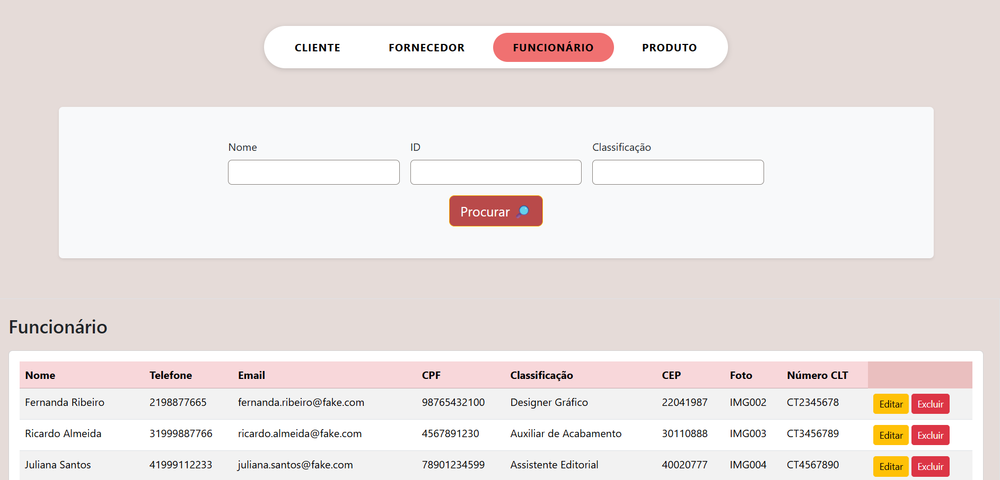 CLIENTE FORNECEDOR FUNCIONÁRIO PRODUTO
Nome ID Classificação
Procurar
Funcionário
Nome Telefone Email CPF Classificação CEP Foto Número CLT
Fernanda Ribeiro 2198877665 fernanda.ribeiro@fake.com 98765432100 Designer Gráfico 22041987 IMG002 CT2345678 Editar Excluir
Ricardo Almeida 31999887766 ricardo.almeida@fake.com 4567891230 Auxiliar de Acabamento 30110888 IMG003 CT3456789 Editar Excluir
Juliana Santos 41999112233 juliana.santos@fake.com 78901234599 Assistente Editorial 40020777 IMG004 CT4567890 Editar Excluir